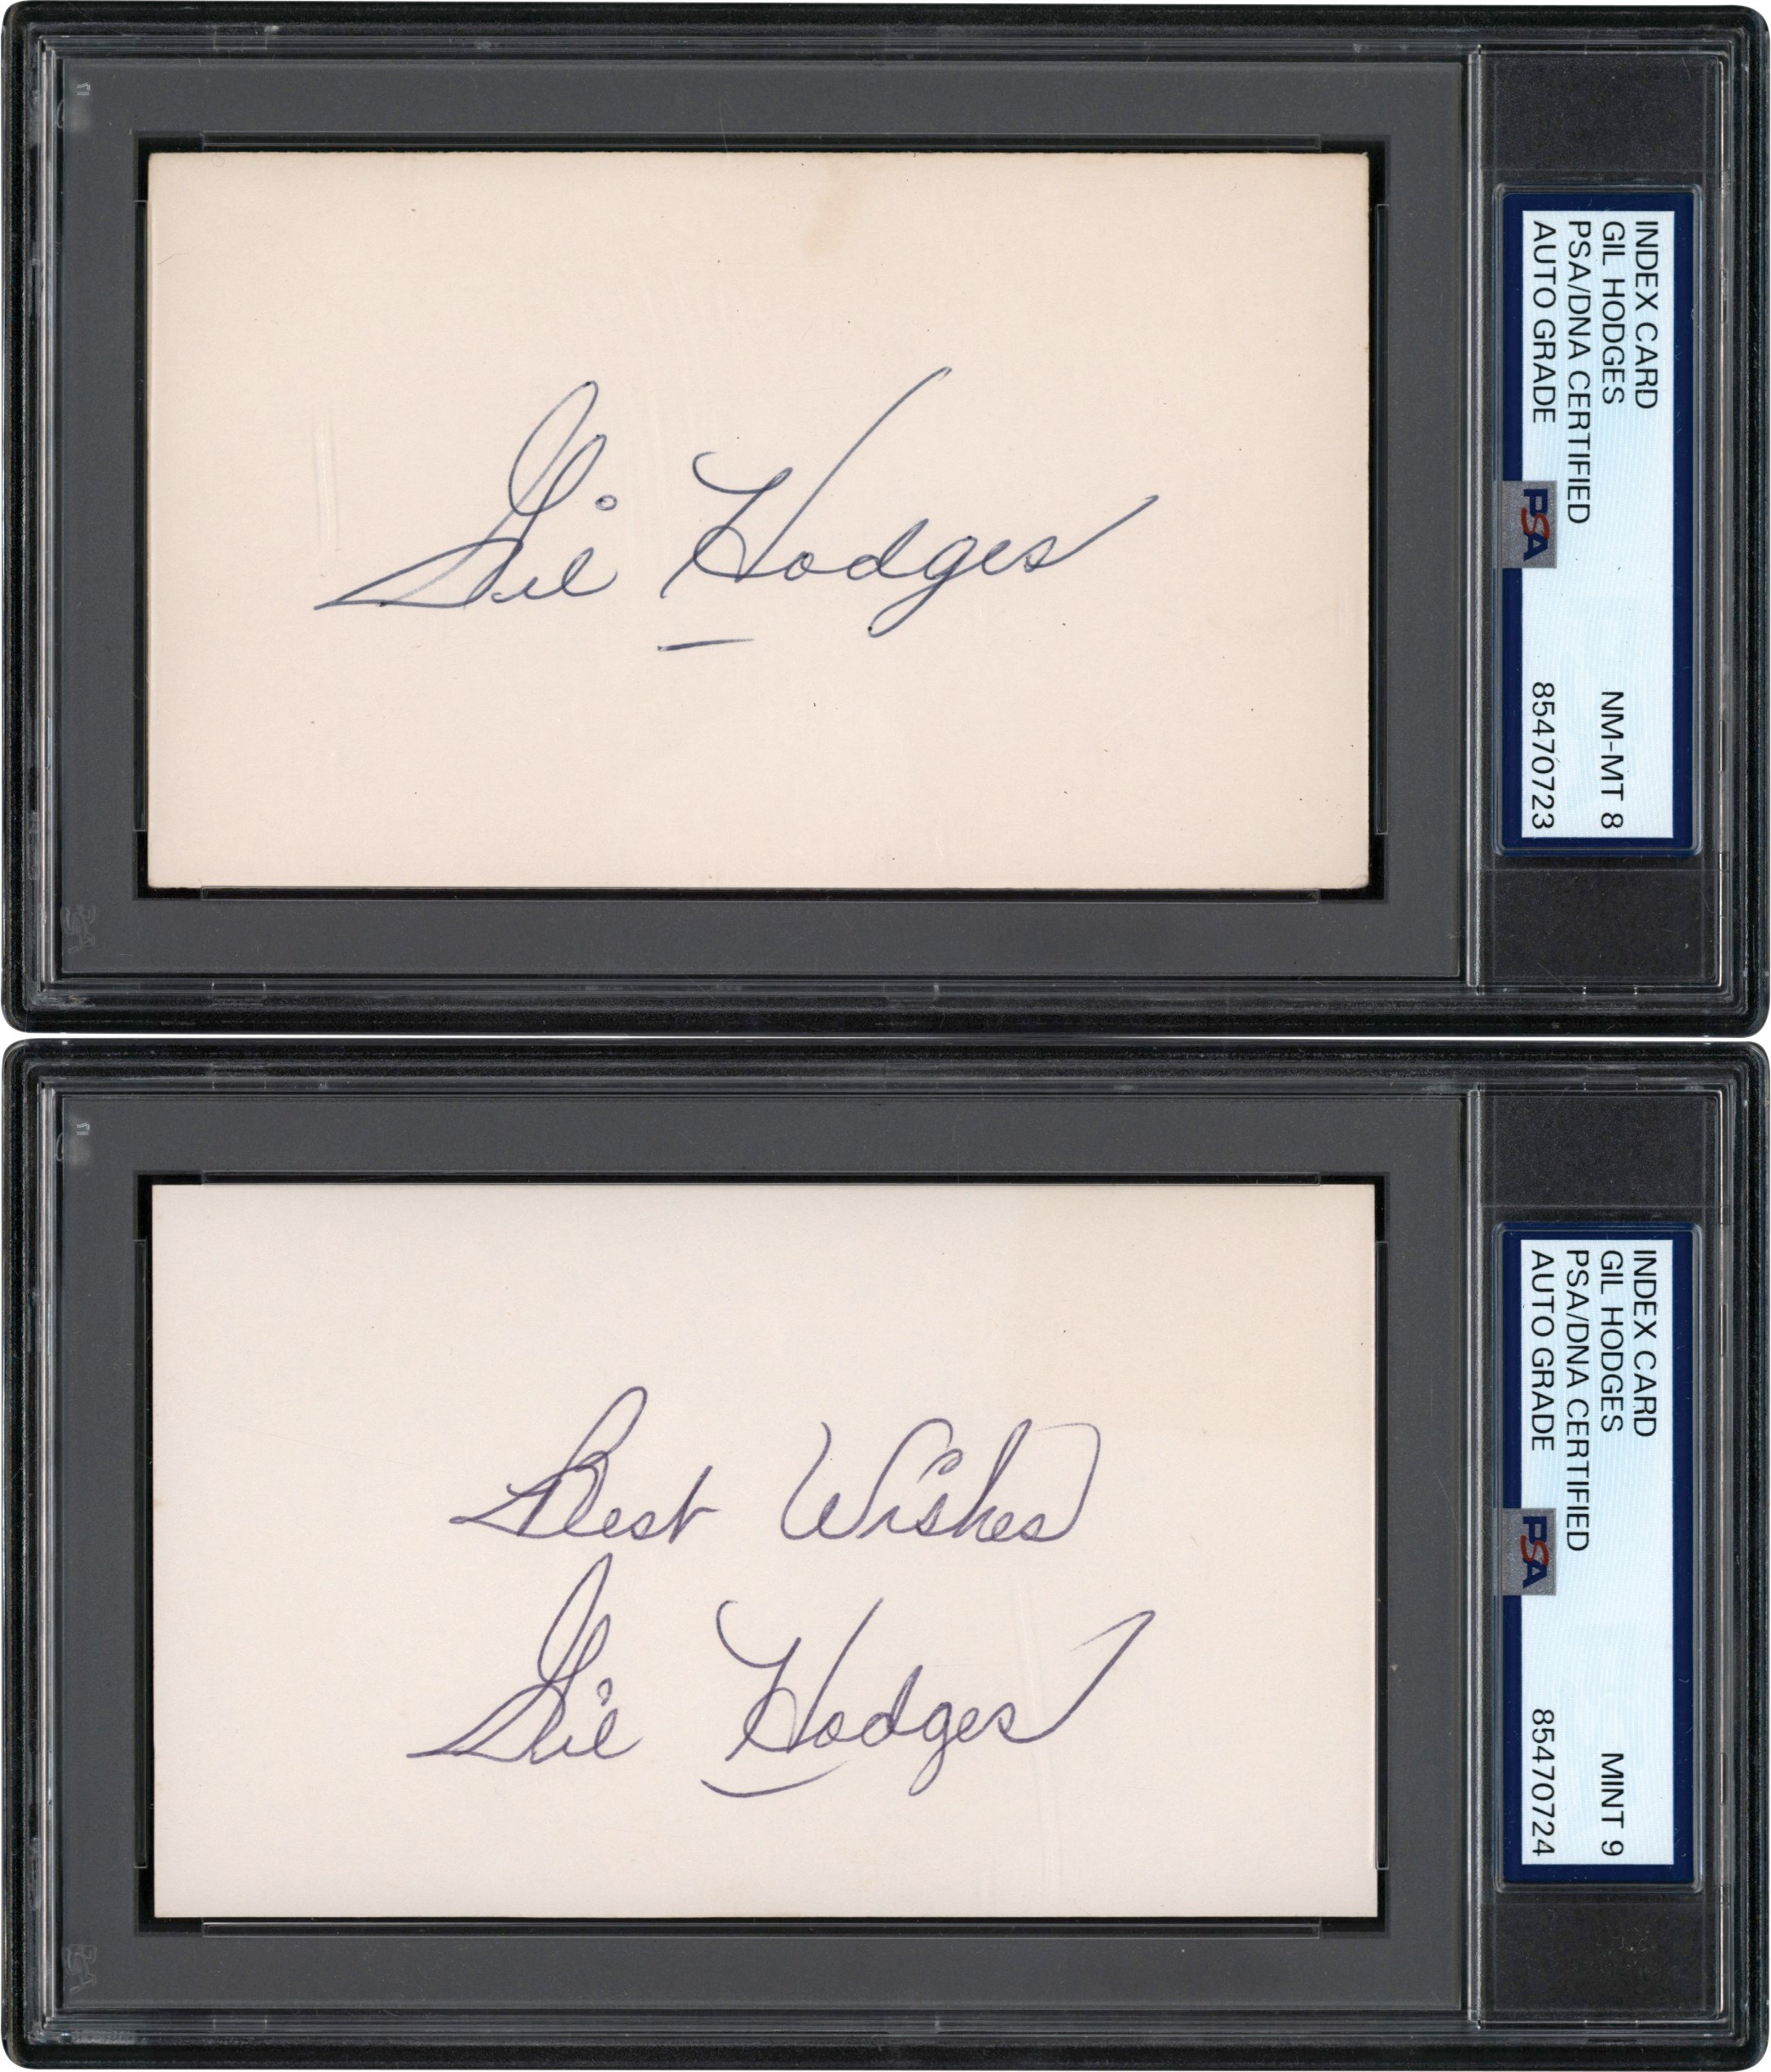 Gil Hodges
INDEX CARD
GIL HODGES NM-MT 8
PSA/DNA CERTIFIED
AUTO GRADE 85470723
PSA
Best Wishes
Gil Hodges
INDEX CARD
GIL HODGES MINT 9
PSA/DNA CERTIFIED
AUTO GRADE 85470724
PSA